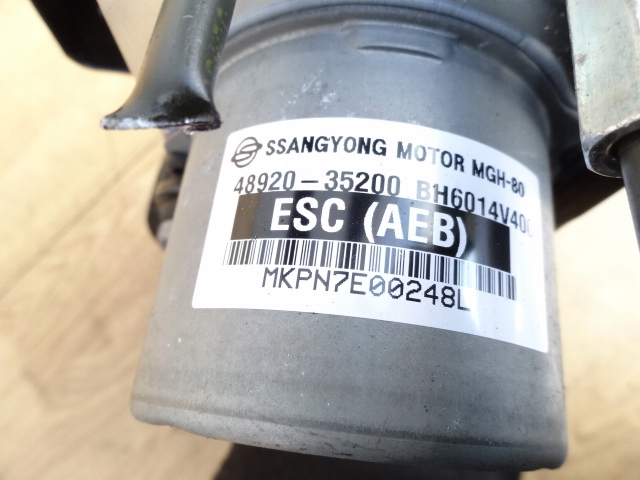 SSANGYONG MOTOR MGH-80
48920-35200 BH6014V400
ESC (AEB)
MKPN7E00248L